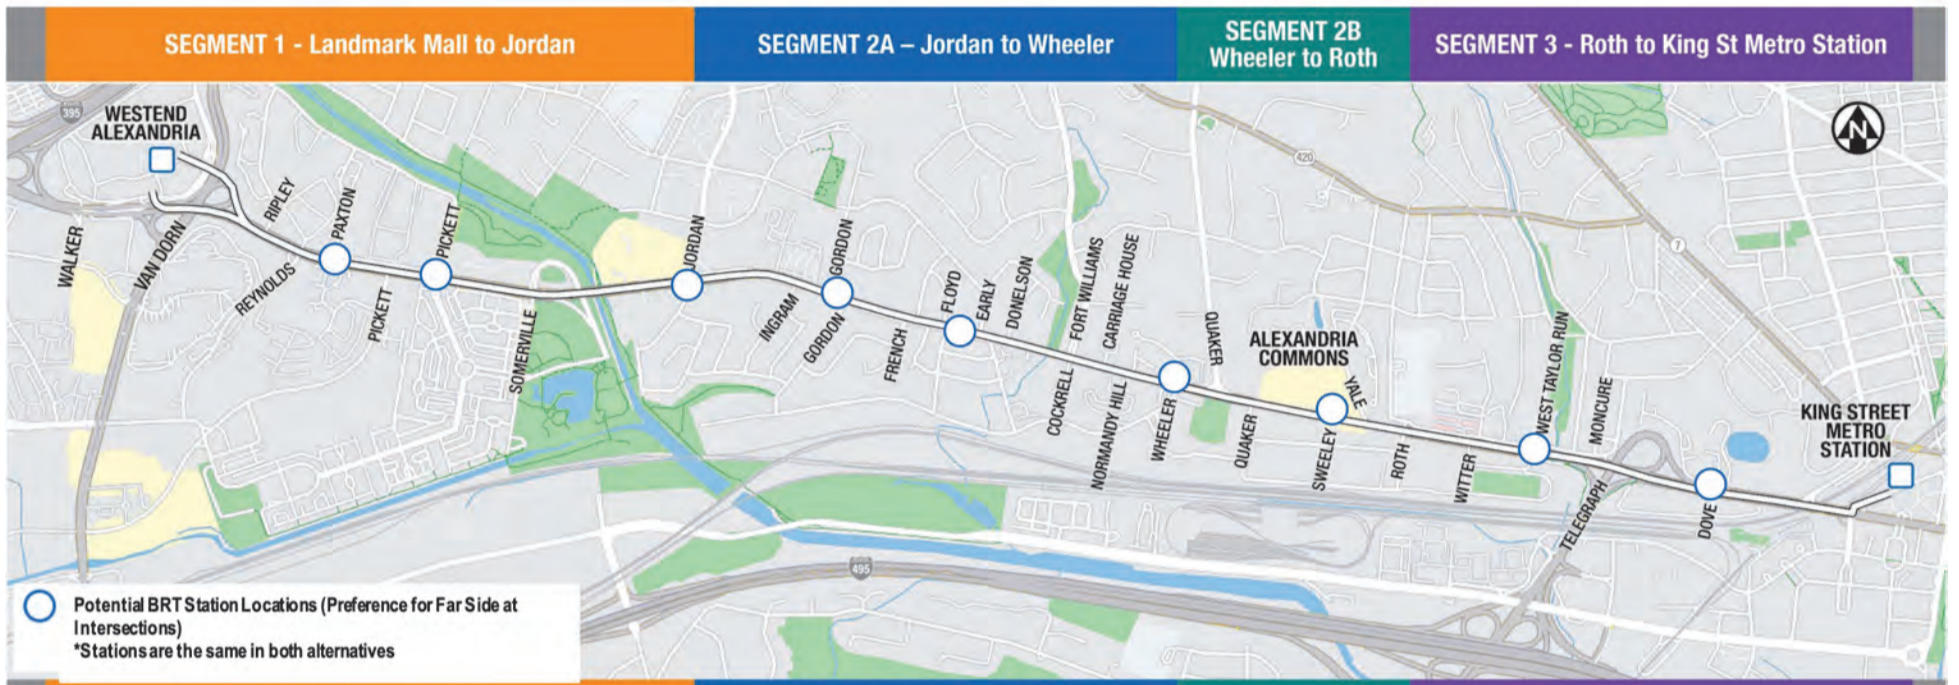 SEGMENT 1 - Landmark Mall to Jordan
SEGMENT 2A – Jordan to Wheeler
SEGMENT 2B
Wheeler to Roth
SEGMENT 3 - Roth to King St Metro Station
395
WESTEND
ALEXANDRIA
N
420
7
WALKER
VAN DORN
RIPLEY
REYNOLDS
PAXTON
PICKETT
PICKETT
SOMERVILLE
JORDAN
INGRAM
GORDON
GORDON
FRENCH
FLOYD
EARLY
DONELSON
FORT WILLIAMS
CARRIAGE HOUSE
COCKRELL
NORMANDY HILL
WHEELER
QUAKER
QUAKER
ALEXANDRIA
COMMONS
YALE
SWEELEY
ROTH
WITTER
WEST TAYLOR RUN
MONCURE
TELEGRAPH
DOVE
KING STREET
METRO
STATION
495
Potential BRT Station Locations (Preference for Far Side at
Intersections)
*Stations are the same in both alternatives